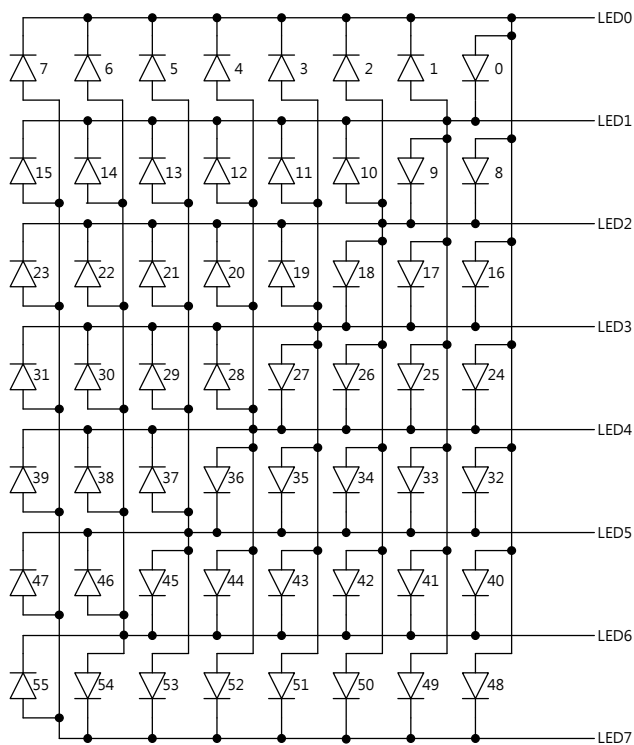 LED0
7 6 5 4 3 2 1 0
LED1
15 14 13 12 11 10 9 8
LED2
23 22 21 20 19 18 17 16
LED3
31 30 29 28 27 26 25 24
LED4
39 38 37 36 35 34 33 32
LED5
47 46 45 44 43 42 41 40
LED6
55 54 53 52 51 50 49 48
LED7